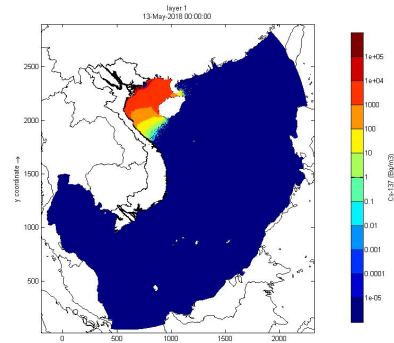 layer 1
13-May-2018 00:00:00
y coordinate →
2500
2000
1500
1000
500
0
500
1000
1500
2000
1e+05
1e+04
1000
100
10
1
0.1
0.01
0.001
0.0001
1e-05
Cs-137 (Bq/m3)